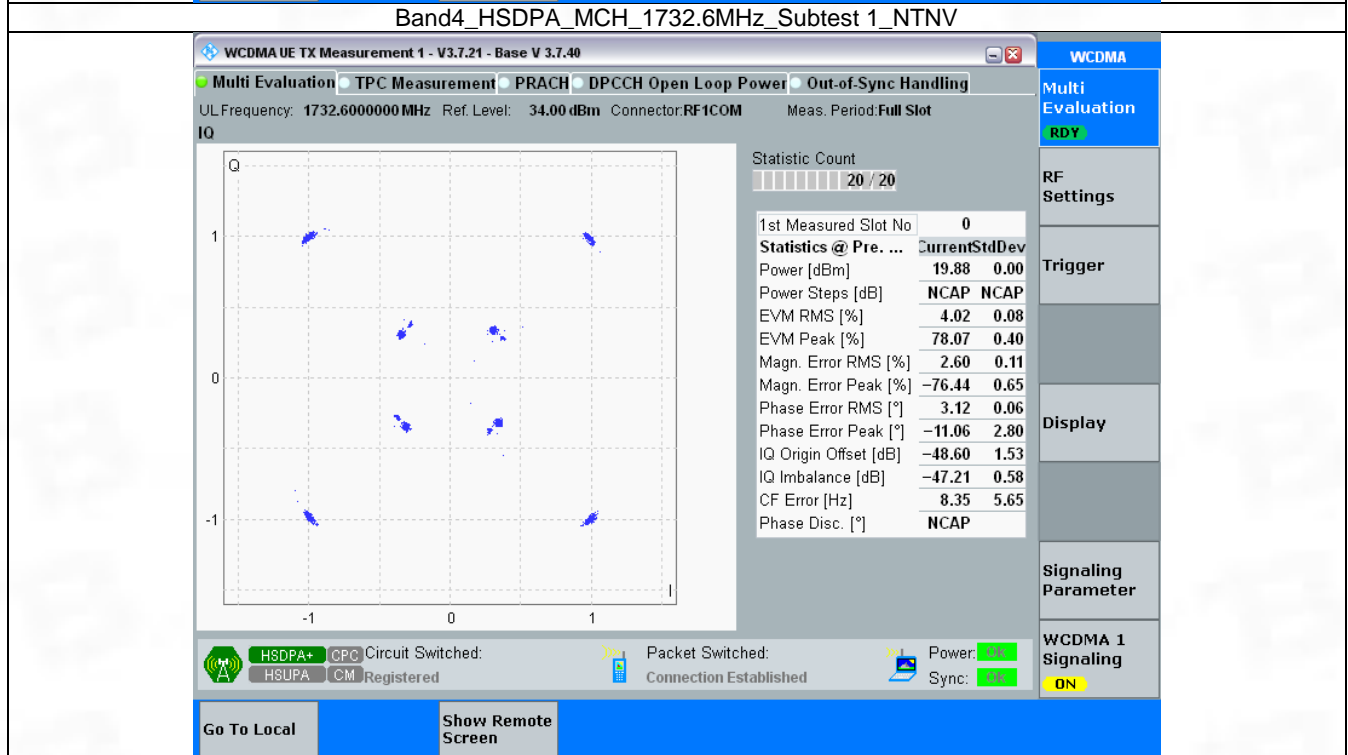 Band4_HSDPA_MCH_1732.6MHz_Subtest 1_NTNV
WCDMA UE TX Measurement 1 - V3.7.21 - Base V 3.7.40
WCDMA
Multi Evaluation TPC Measurement PRACH DPCCH Open Loop Power Out-of-Sync Handling
Multi
Evaluation
RDY
UL Frequency: 1732.6000000 MHz Ref. Level: 34.00 dBm Connector:RF1COM Meas. Period:Full Slot
IQ
Q
1
0
-1
I
-1 0 1
Statistic Count
20 / 20
1st Measured Slot No 0
Statistics @ Pre. ... Current StdDev
Power [dBm] 19.88 0.00
Power Steps [dB] NCAP NCAP
EVM RMS [%] 4.02 0.08
EVM Peak [%] 78.07 0.40
Magn. Error RMS [%] 2.60 0.11
Magn. Error Peak [%] −76.44 0.65
Phase Error RMS [°] 3.12 0.06
Phase Error Peak [°] −11.06 2.80
IQ Origin Offset [dB] −48.60 1.53
IQ Imbalance [dB] −47.21 0.58
CF Error [Hz] 8.35 5.65
Phase Disc. [°] NCAP
RF
Settings
Trigger
Display
Signaling
Parameter
WCDMA 1
Signaling
ON
HSDPA+ CPC Circuit Switched: Packet Switched: Power: OK
HSUPA CM Registered Connection Established Sync: OK
Go To Local
Show Remote
Screen